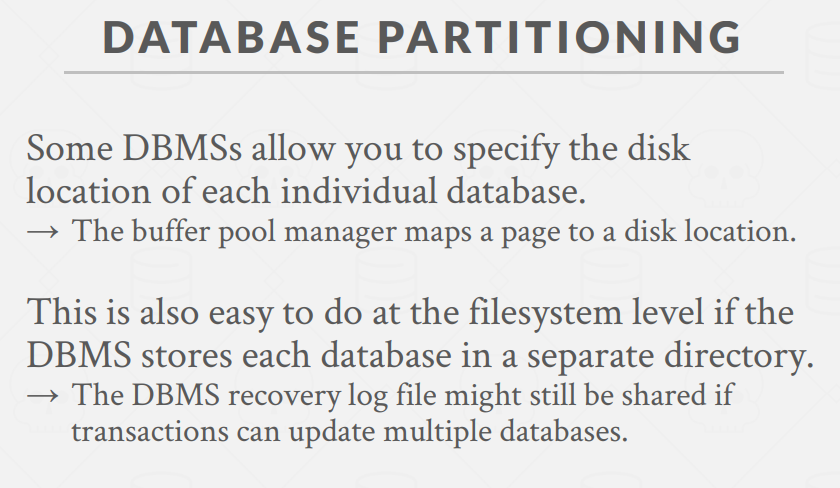 DATABASE PARTITIONING
Some DBMSs allow you to specify the disk
location of each individual database.
→ The buffer pool manager maps a page to a disk location.
This is also easy to do at the filesystem level if the
DBMS stores each database in a separate directory.
→ The DBMS recovery log file might still be shared if
transactions can update multiple databases.